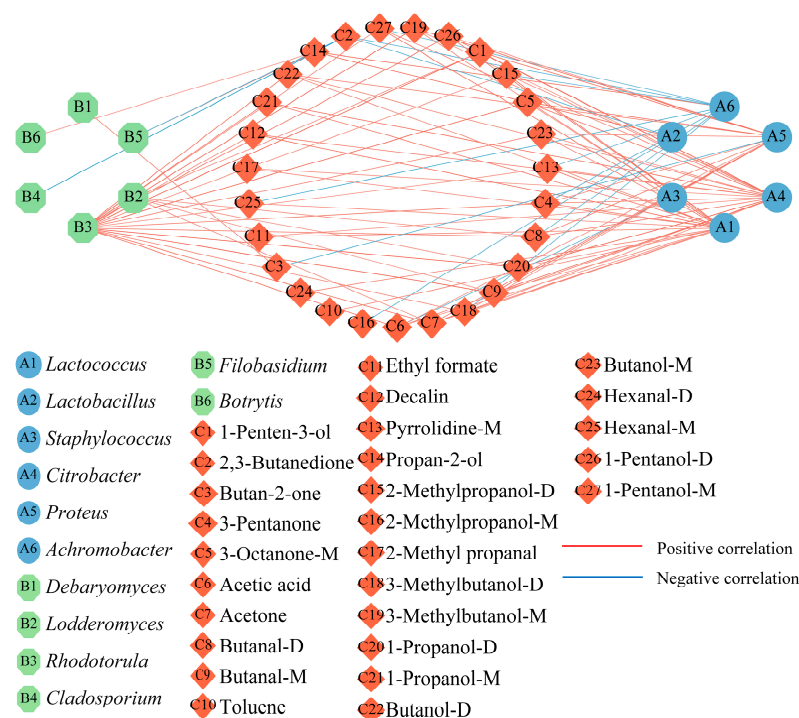 C27 C19
C2 C26
C14 C1
C22 C15
C21 C5
B1 A6
B6 B5 C12 C23 A2 A5
C17 C13
B4 B2 C25 C4 A3 A4
B3 C11 C8 A1
C3 C20
C24 C9
C10 C18
C16 C6 C7
A1 Lactococcus
A2 Lactobacillus
A3 Staphylococcus
A4 Citrobacter
A5 Proteus
A6 Achromobacter
B1 Debaryomyces
B2 Lodderomyces
B3 Rhodotorula
B4 Cladosporium
B5 Filobasidium
B6 Botrytis
C1 1-Penten-3-ol
C2 2,3-Butanedione
C3 Butan-2-one
C4 3-Pentanone
C5 3-Octanone-M
C6 Acetic acid
C7 Acetone
C8 Butanal-D
C9 Butanal-M
C10 Toluene
C11 Ethyl formate
C12 Decalin
C13 Pyrrolidine-M
C14 Propan-2-ol
C15 2-Methylpropanol-D
C16 2-Methylpropanol-M
C17 2-Methyl propanal
C18 3-Methylbutanol-D
C19 3-Methylbutanol-M
C20 1-Propanol-D
C21 1-Propanol-M
C22 Butanol-D
C23 Butanol-M
C24 Hexanal-D
C25 Hexanal-M
C26 1-Pentanol-D
C27 1-Pentanol-M
Positive correlation
Negative correlation